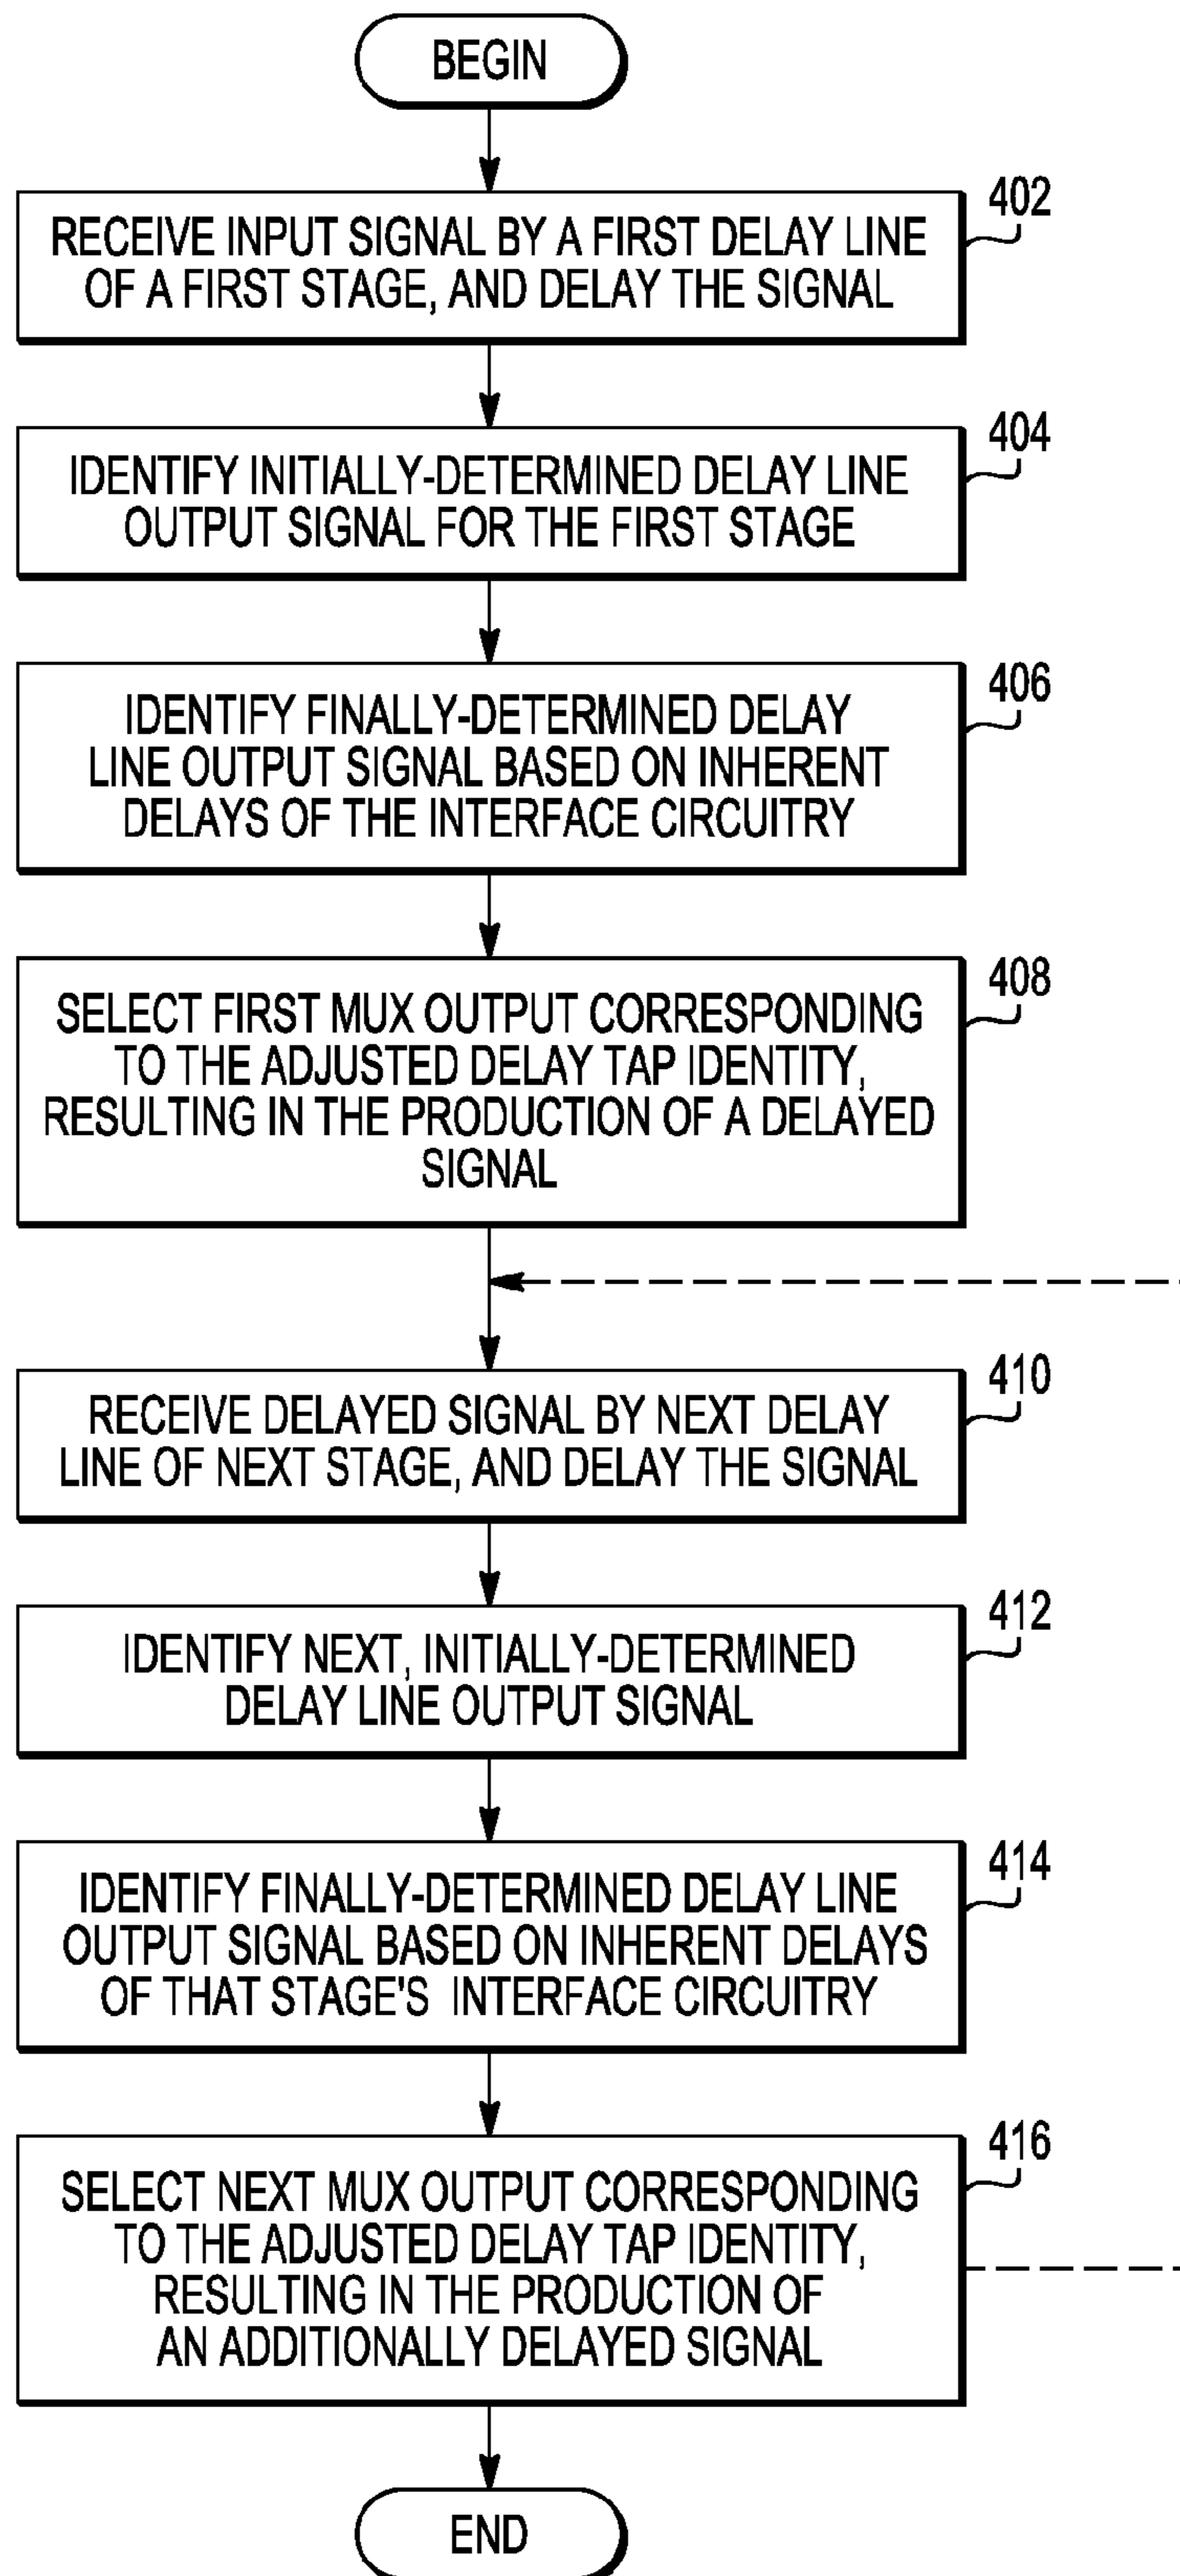 BEGIN
402
RECEIVE INPUT SIGNAL BY A FIRST DELAY LINE
OF A FIRST STAGE, AND DELAY THE SIGNAL
404
IDENTIFY INITIALLY-DETERMINED DELAY LINE
OUTPUT SIGNAL FOR THE FIRST STAGE
406
IDENTIFY FINALLY-DETERMINED DELAY
LINE OUTPUT SIGNAL BASED ON INHERENT
DELAYS OF THE INTERFACE CIRCUITRY
408
SELECT FIRST MUX OUTPUT CORRESPONDING
TO THE ADJUSTED DELAY TAP IDENTITY,
RESULTING IN THE PRODUCTION OF A DELAYED
SIGNAL
410
RECEIVE DELAYED SIGNAL BY NEXT DELAY
LINE OF NEXT STAGE, AND DELAY THE SIGNAL
412
IDENTIFY NEXT, INITIALLY-DETERMINED
DELAY LINE OUTPUT SIGNAL
414
IDENTIFY FINALLY-DETERMINED DELAY LINE
OUTPUT SIGNAL BASED ON INHERENT DELAYS
OF THAT STAGE'S INTERFACE CIRCUITRY
416
SELECT NEXT MUX OUTPUT CORRESPONDING
TO THE ADJUSTED DELAY TAP IDENTITY,
RESULTING IN THE PRODUCTION OF
AN ADDITIONALLY DELAYED SIGNAL
END